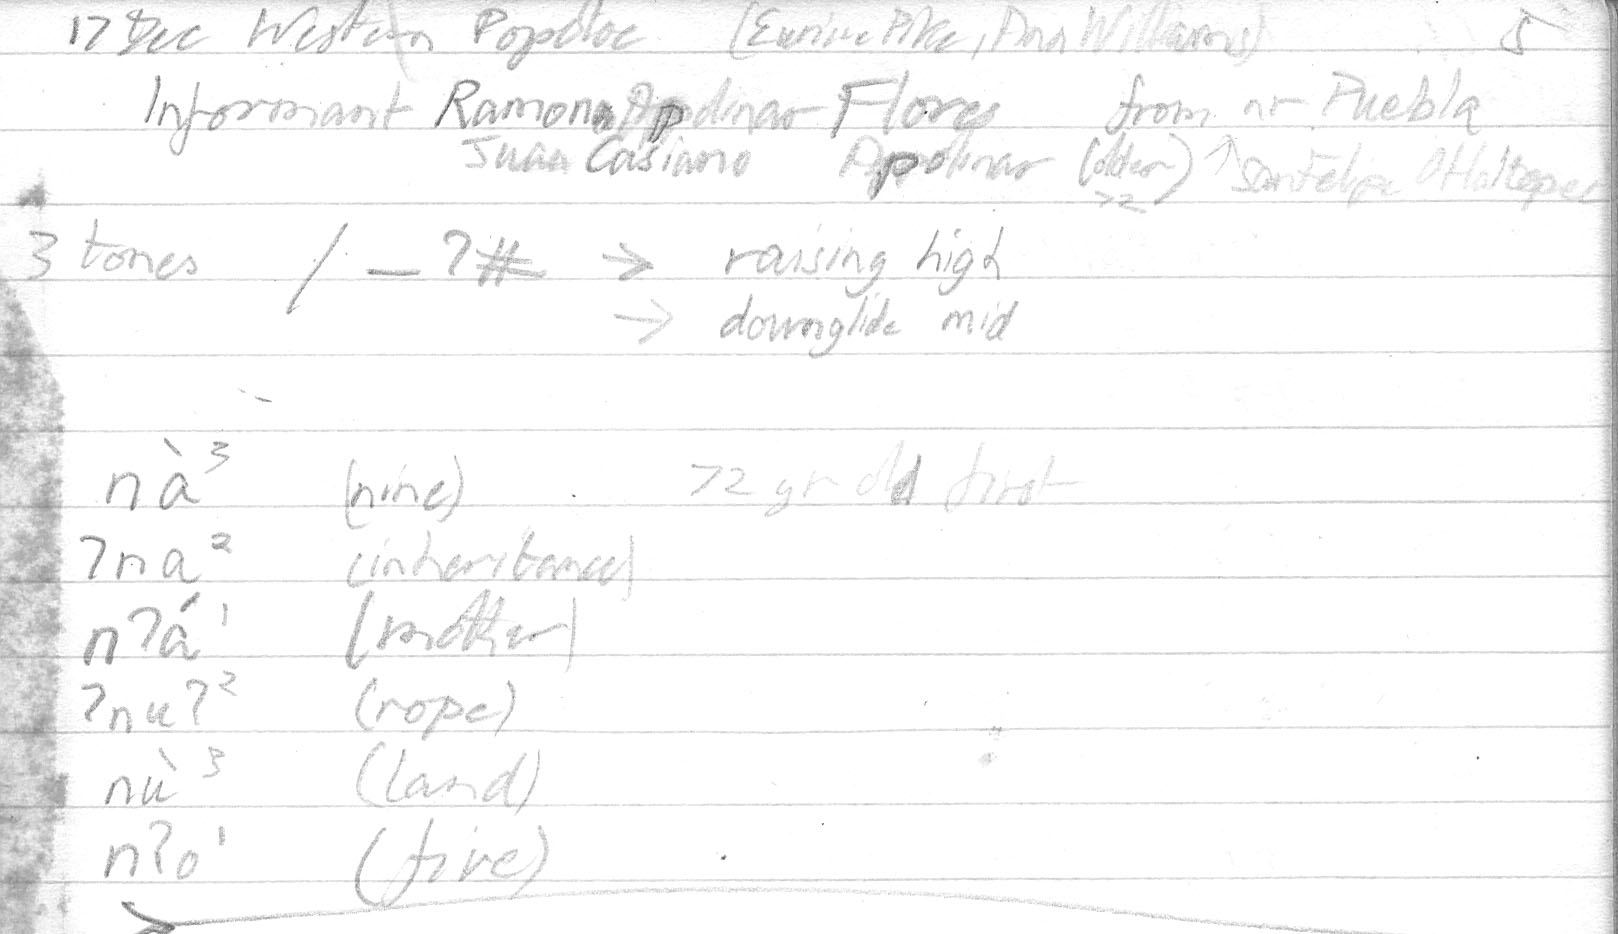 17 Dec Western Popoloc (Eunice Pike, Ann Williams) 5
Informant Ramon Apolinar Flores from nr Puebla
Juan Casiano Apolinar (older) ↑ San Felipe Otlaltepec
72
3 tones / — ʔ# → raising high
→ downglide mid
nà³ (nine) 72 yr old first
ʔna² (inheritance)
nʔá¹ (mother)
ʔnuʔ² (rope)
nù³ (land)
nʔo¹ (five)